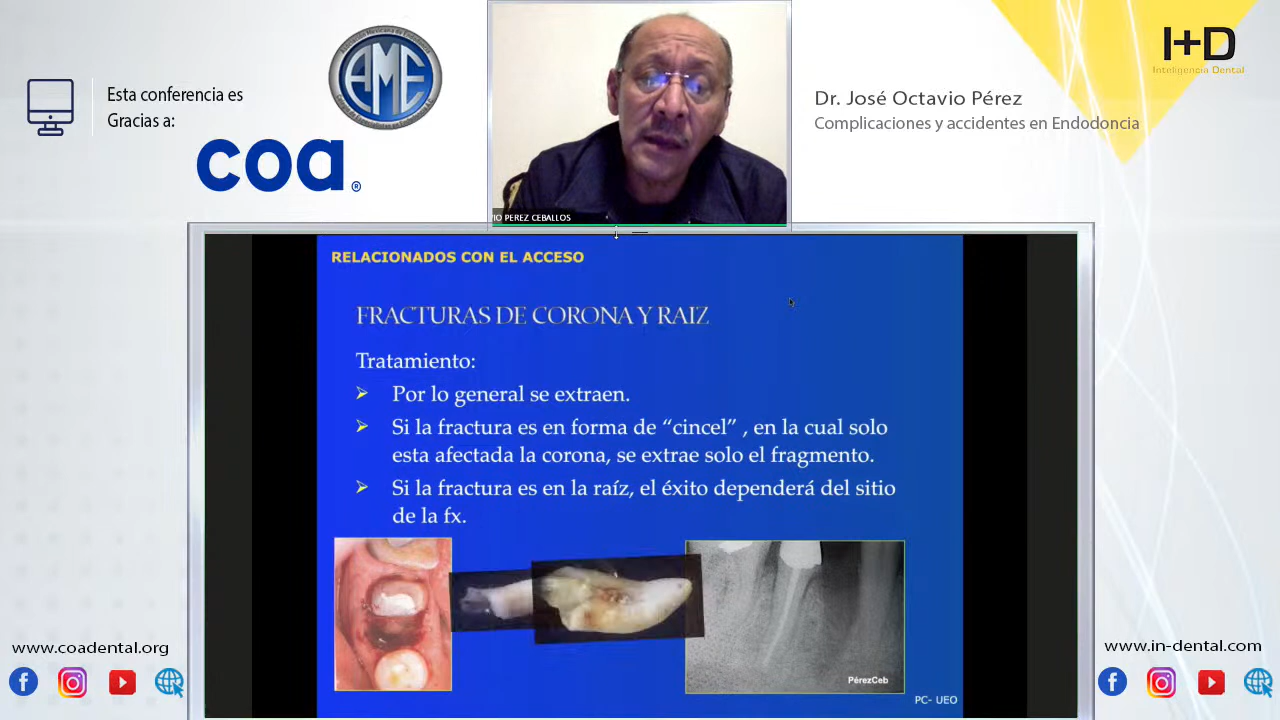 Esta conferencia es
Gracias a:
AME
coa®
IO PEREZ CEBALLOS
I+D
Inteligencia Dental
Dr. José Octavio Pérez
Complicaciones y accidentes en Endodoncia
RELACIONADOS CON EL ACCESO
FRACTURAS DE CORONA Y RAIZ
Tratamiento:
Por lo general se extraen.
Si la fractura es en forma de “cincel” , en la cual solo
esta afectada la corona, se extrae solo el fragmento.
Si la fractura es en la raíz, el éxito dependerá del sitio
de la fx.
PérezCeb
PC- UEO
www.coadental.org
www.in-dental.com